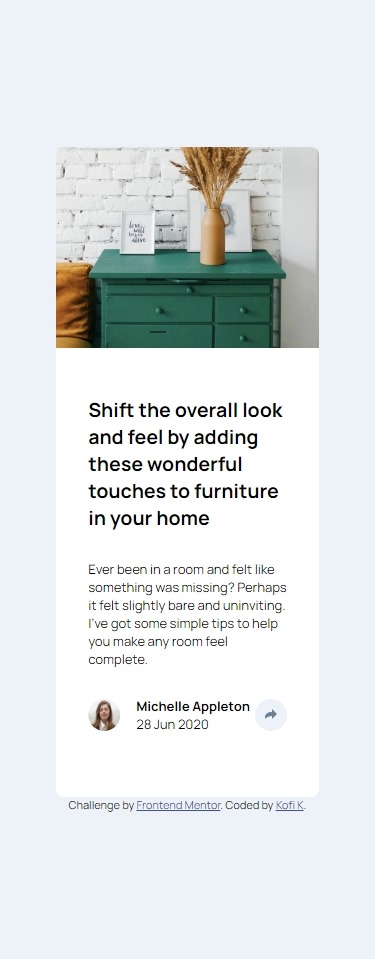 Shift the overall look
and feel by adding
these wonderful
touches to furniture
in your home
Ever been in a room and felt like
something was missing? Perhaps
it felt slightly bare and uninviting.
I've got some simple tips to help
you make any room feel
complete.
Michelle Appleton
28 Jun 2020
Challenge by Frontend Mentor. Coded by Kofi K.